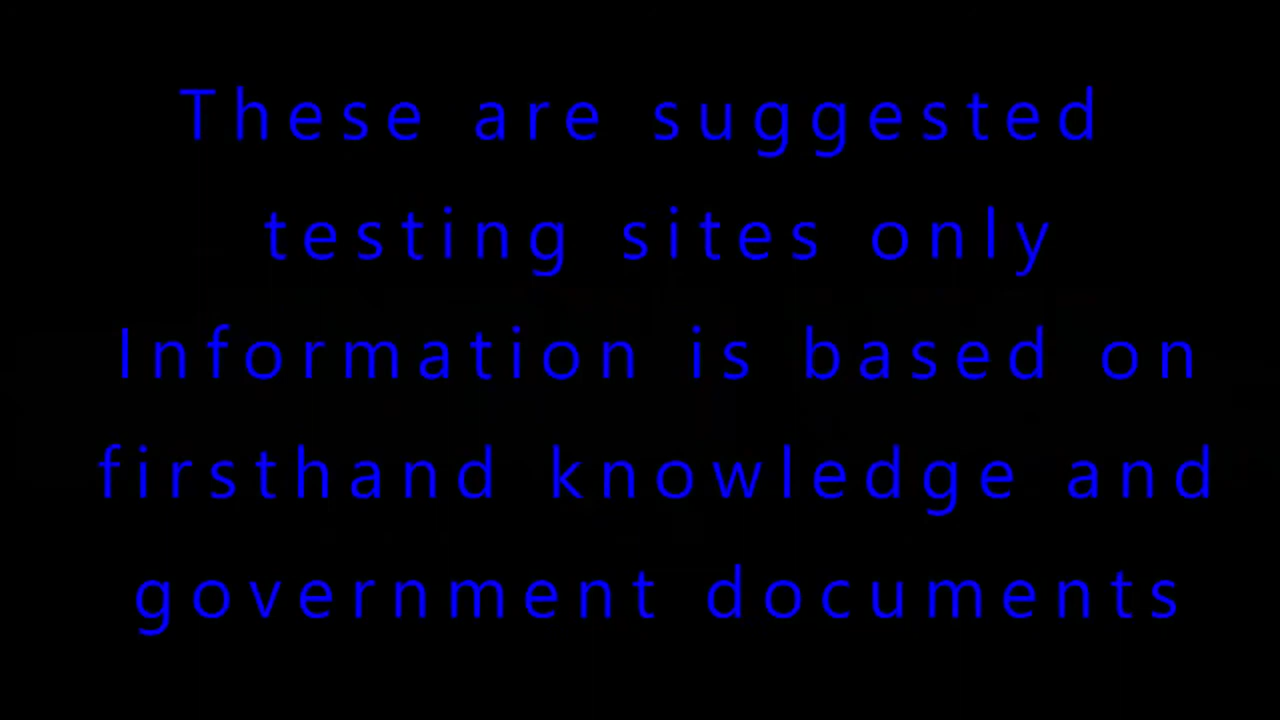 These are suggested
testing sites only
Information is based on
firsthand knowledge and
government documents